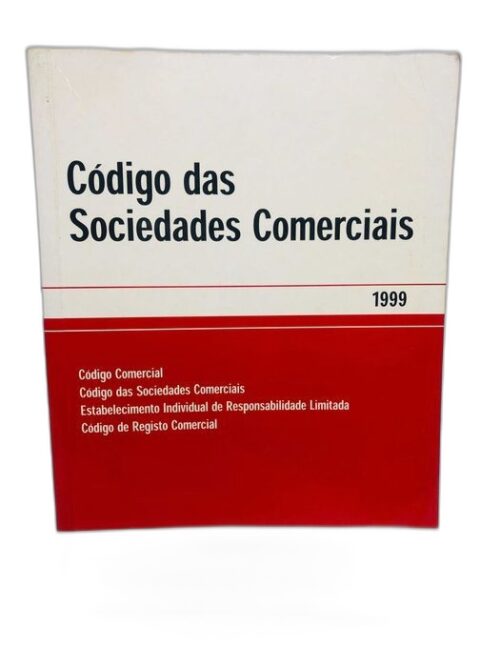 Código das
Sociedades Comerciais
1999
Código Comercial
Código das Sociedades Comerciais
Estabelecimento Individual de Responsabilidade Limitada
Código de Registo Comercial